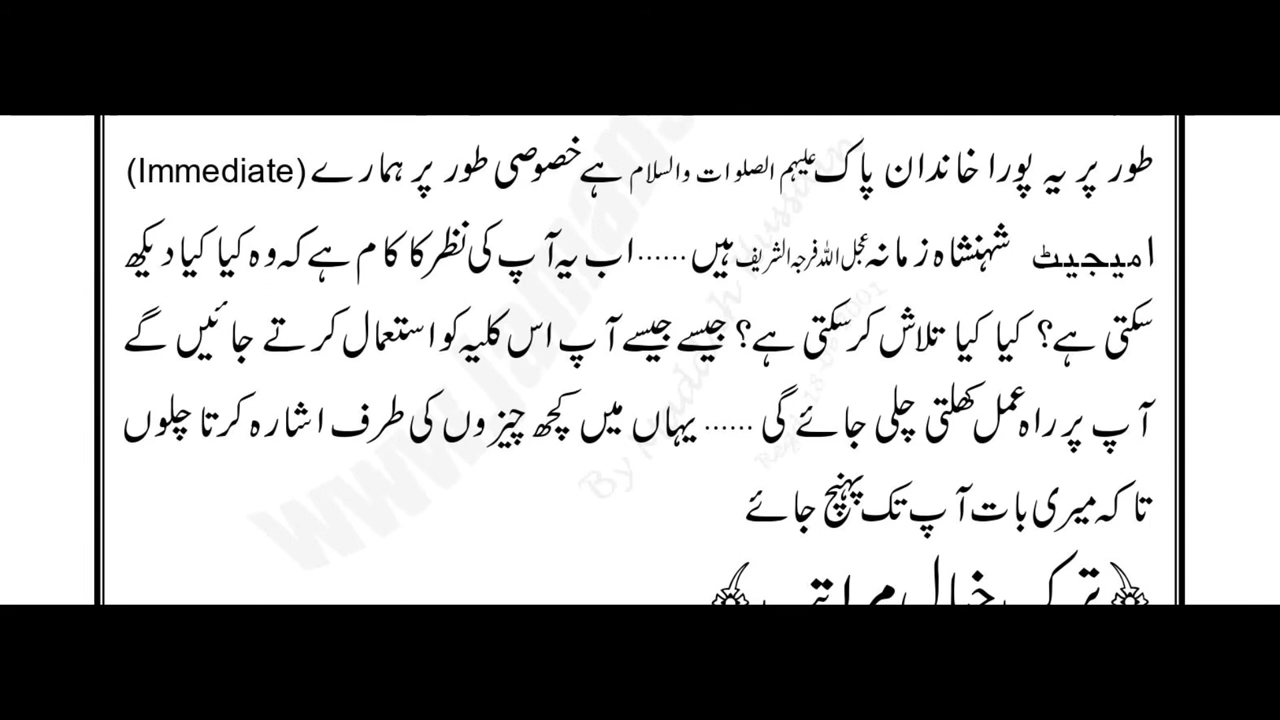 طور پر یہ پورا خاندان پاک علیہم الصلوات والسلام ہے خصوصی طور پر ہمارے (Immediate)
امیجیٹ شہنشاہ زمانہ عجل اللہ فرجہ الشریف ہیں ...... اب یہ آپ کی نظر کا کام ہے کہ وہ کیا کیا دیکھ
سکتی ہے؟ کیا کیا تلاش کرسکتی ہے؟ جیسے جیسے آپ اس کلیہ کو استعمال کرتے جائیں گے
آپ پر راہ عمل کھلتی چلی جائے گی ...... یہاں میں کچھ چیزوں کی طرف اشارہ کرتا چلوں
تاکہ میری بات آپ تک پہنچ جائے